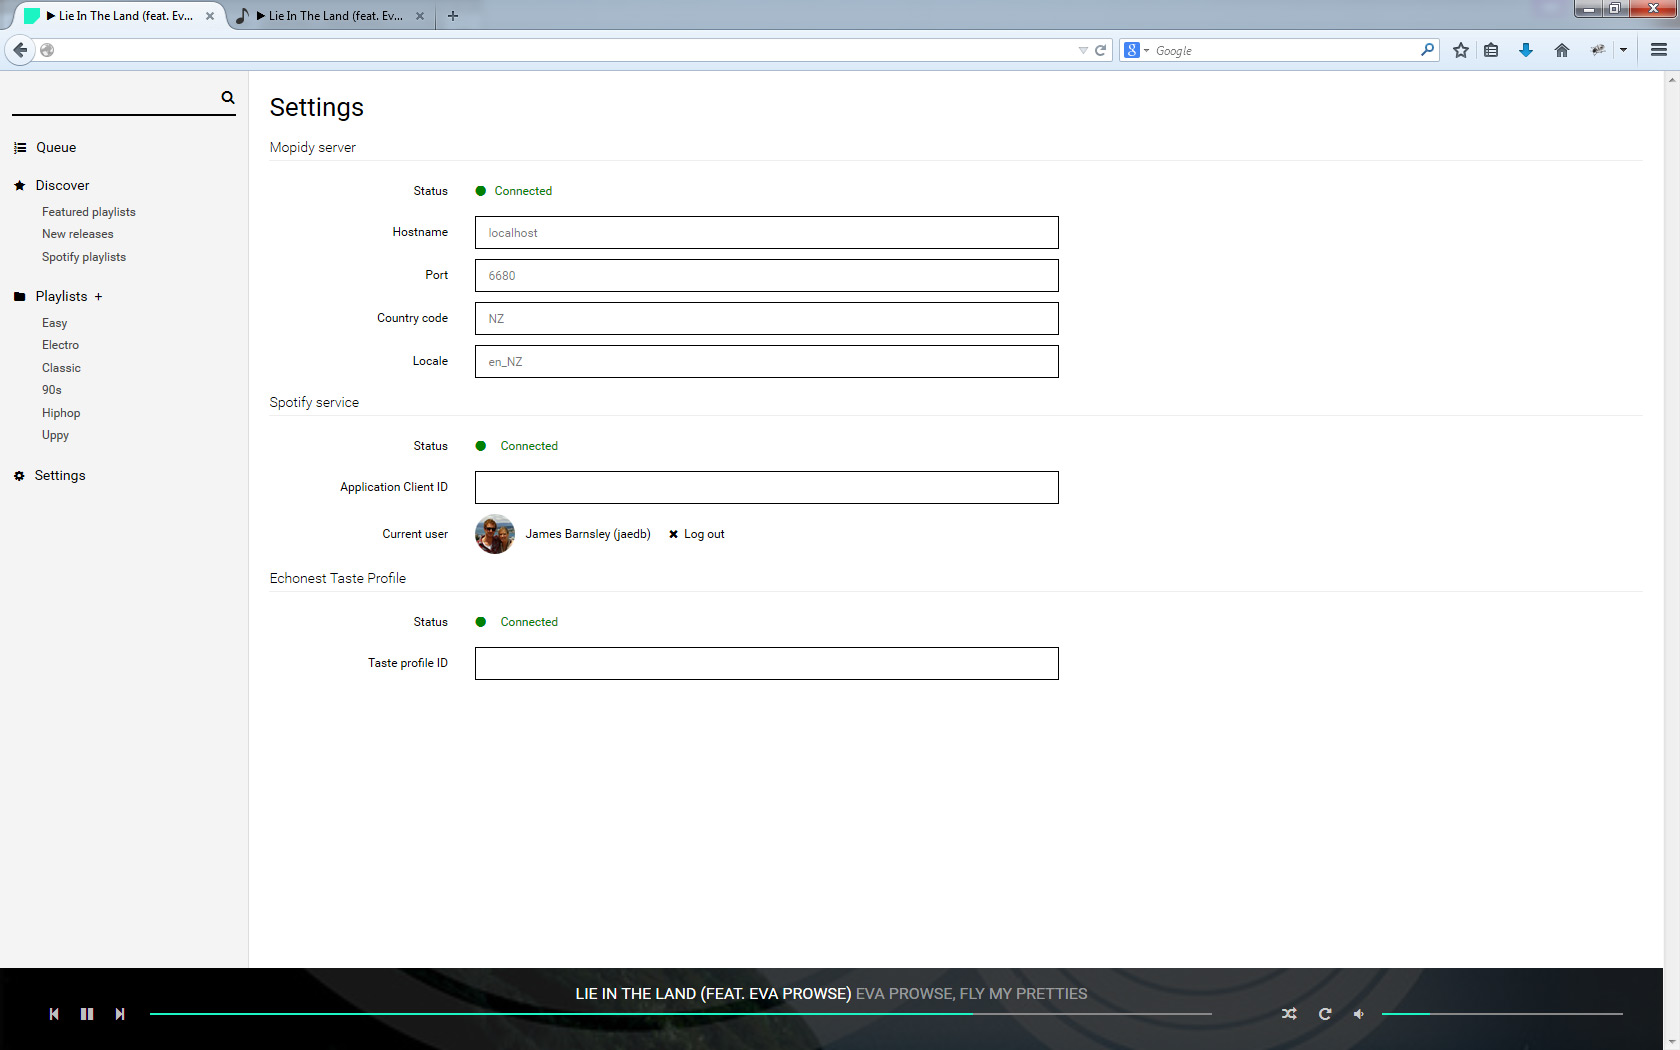 Lie In The Land (feat. Ev...
Lie In The Land (feat. Ev...
Google
Queue
Discover
Featured playlists
New releases
Spotify playlists
Playlists +
Easy
Electro
Classic
90s
Hiphop
Uppy
Settings
Settings
Mopidy server
Status Connected
Hostname localhost
Port 6680
Country code NZ
Locale en_NZ
Spotify service
Status Connected
Application Client ID
Current user James Barnsley (jaedb) Log out
Echonest Taste Profile
Status Connected
Taste profile ID
LIE IN THE LAND (FEAT. EVA PROWSE) EVA PROWSE, FLY MY PRETTIES